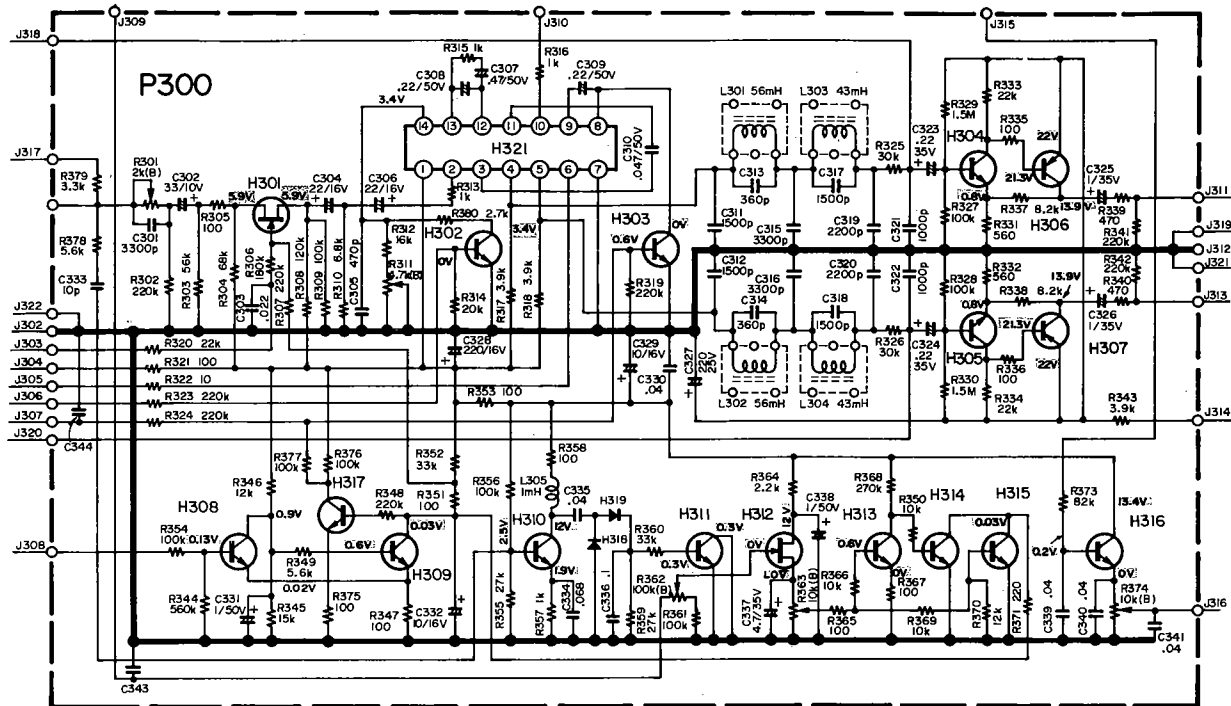 J309
J310
J315
J318
P300
R315 1k
C308
.22/50V
C307
.47/50V
R316
1k
C309
.22/50V
3.4V
14
13
12
11
10
9
8
H321
1
2
3
4
5
6
7
C310
.047/50V
L301 56mH
L303 43mH
C313
360p
C317
1500p
R325
30k
C323
.22
35V
R329
1.5M
R333
22k
H304
R335
100
22V
0.8V
21.3V
R337
8.2k
13.9V
H306
C325
1/35V
J317
R379
3.3k
R301
2k(B)
C302
33/10V
H301
5.9V
5.9V
C304
22/16V
C306
22/16V
R313
1k
R380
2.7k
H302
0V
3.4V
H303
0V
0.6V
C311
1500p
C315
3300p
C319
2200p
C321
1000p
R327
100k
R331
560
R339
470
R341
220k
J311
J319
J312
J321
R378
5.6k
C333
10p
C301
3300p
R305
100
R302
220k
R303 56k
R304 68k
R306
180k
C303
.022
R307 220k
R308 120k
R309 100k
R310 6.8k
C305 470p
R312
16k
R311
4.7k(B)
R314
20k
R317 3.9k
R318 3.9k
R319
220k
C312
1500p
C316
3300p
C320
2200p
C322
1000p
R328
100k
R332
560
R342
220k
R340
470
13.9V
R338
8.2k
J313
C314
360p
C318
1500p
R326
30k
C324
.22
35V
0.8V
21.3V
H305
H307
C326
1/35V
R336
100
22V
L302 56mH
L304 43mH
R330
1.5M
R334
22k
R343
3.9k
J314
J322
J302
J303
J304
J305
J306
J307
J320
R320 22k
R321 100
R322 10
R323 220k
R324 220k
C344
C328
220/16V
C329
10/16V
C330
.04
C327
220
25V
R353 100
R377
100k
R376
100k
R352
33k
R351
100
R346
12k
H317
R348
220k
0.03V
R356
100k
R358
100
L305
1mH
C335
.04
H319
H318
R360
33k
R364
2.2k
C338
1/50V
R368
270k
R350
10k
H308
0.9V
0.13V
R354
100k
J308
R349
5.6k
0.02V
0.6V
H309
2.5V
H310
12V
1.9V
H311
0.3V
0.3V
H312
12V
0V
1.0V
H313
0.6V
0V
H314
H315
0.03V
R373
82k
13.4V
H316
0.2V
0V
R344
560k
C331
1/50V
R345
15k
R375
100
R347
100
C332
10/16V
R355 27k
R357 1k
C334
.068
C336 .1
R362
100k(B)
R359
27k
R361
100k
C337
4.7/35V
R363
10k(B)
R366
10k
R365
100
R367
100
R369
10k
R370
12k
R371 220
C339 .04
C340 .04
R374
10k(B)
J316
C341
.04
C343